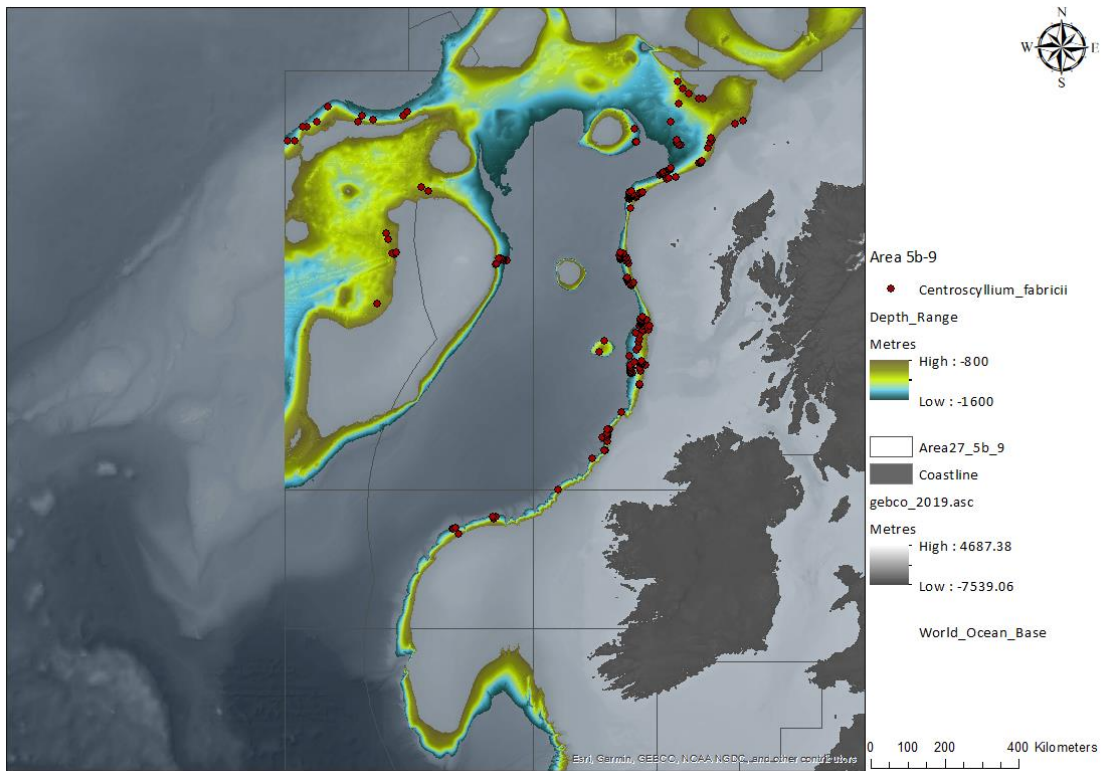 N
W E
S
Area 5b-9
Centroscyllium_fabricii
Depth_Range
Metres
High : -800
Low : -1600
Area27_5b_9
Coastline
gebco_2019.asc
Metres
High : 4687.38
Low : -7539.06
World_Ocean_Base
Esri, Garmin, GEBCO, NOAA NGDC, and other contributors
0 100 200 400 Kilometers